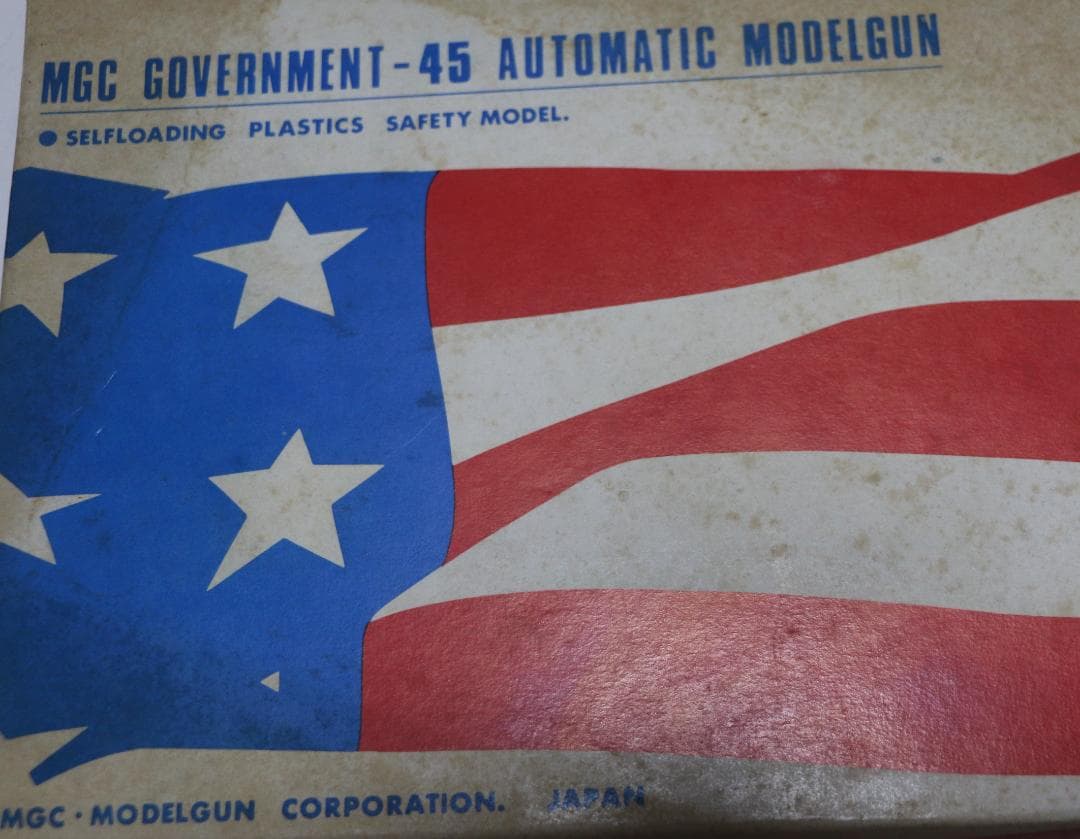 MGC GOVERNMENT-45 AUTOMATIC MODELGUN
● SELFLOADING PLASTICS SAFETY MODEL.
MGC・MODELGUN CORPORATION. JAPAN